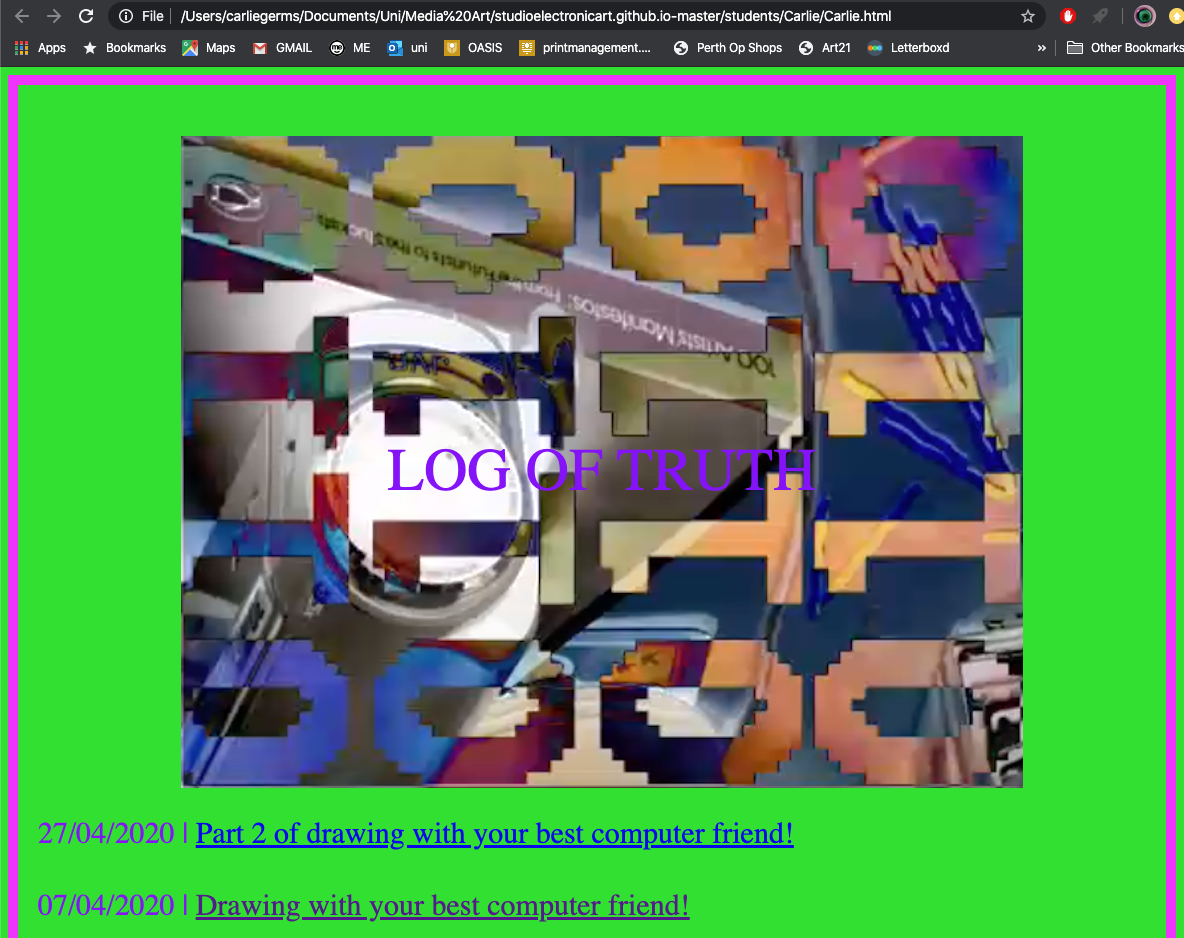 File
/Users/carliegerms/Documents/Uni/Media%20Art/studioelectronicart.github.io-master/students/Carlie/Carlie.html
Apps Bookmarks Maps GMAIL ME uni OASIS printmanagement.... Perth Op Shops Art21 Letterboxd » Other Bookmarks
100 Artists' Manifestos: From the Futurists to the Stuckists
LOG OF TRUTH
27/04/2020 | Part 2 of drawing with your best computer friend!
07/04/2020 | Drawing with your best computer friend!